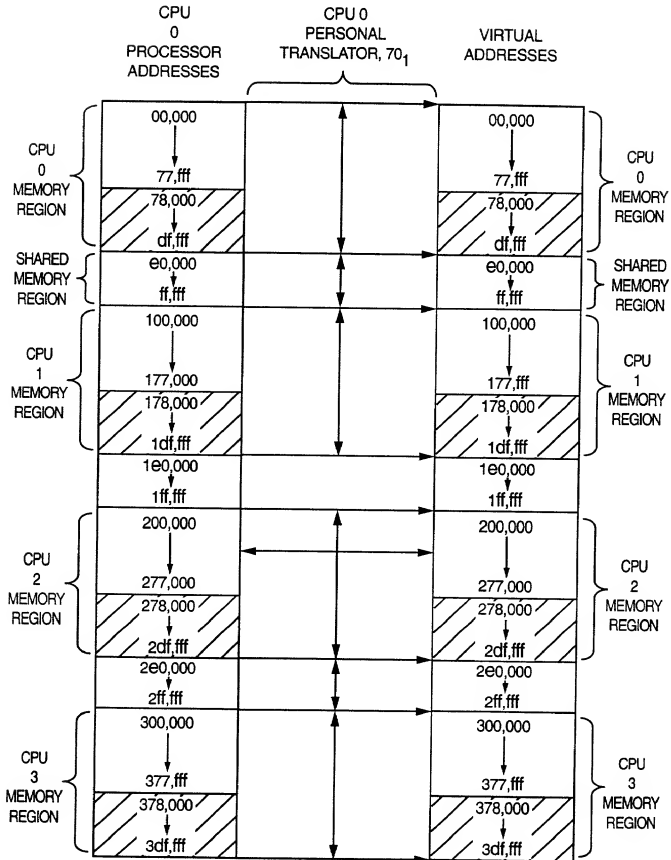 CPU
0
PROCESSOR
ADDRESSES
CPU 0
PERSONAL
TRANSLATOR, 70₁
VIRTUAL
ADDRESSES
CPU
0
MEMORY
REGION
00,000
77,fff
78,000
df,fff
00,000
77,fff
78,000
df,fff
CPU
0
MEMORY
REGION
SHARED
MEMORY
REGION
e0,000
ff,fff
e0,000
ff,fff
SHARED
MEMORY
REGION
CPU
1
MEMORY
REGION
100,000
177,000
178,000
1df,fff
100,000
177,fff
178,000
1df,fff
CPU
1
MEMORY
REGION
1e0,000
1ff,fff
1e0,000
1ff,fff
CPU
2
MEMORY
REGION
200,000
277,000
278,000
2df,fff
200,000
277,000
278,000
2df,fff
CPU
2
MEMORY
REGION
2e0,000
2ff,fff
2e0,000
2ff,fff
CPU
3
MEMORY
REGION
300,000
377,fff
378,000
3df,fff
300,000
377,fff
378,000
3df,fff
CPU
3
MEMORY
REGION